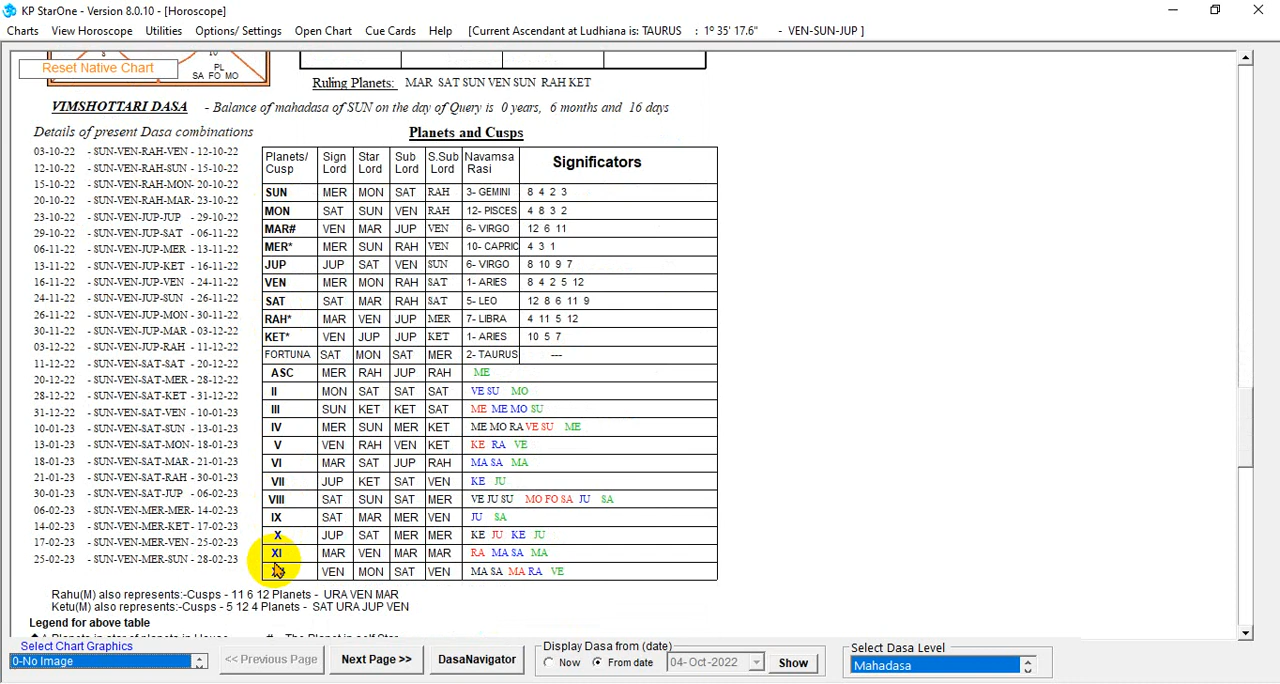 KP StarOne - Version 8.0.10 - [Horoscope]
Charts View Horoscope Utilities Options/ Settings Open Chart Cue Cards Help [Current Ascendant at Ludhiana is: TAURUS : 1º 35' 17.6" - VEN-SUN-JUP ]
Reset Native Chart
PL
SA FO MO
Ruling Planets: MAR SAT SUN VEN SUN RAH KET
VIMSHOTTARI DASA - Balance of mahadasa of SUN on the day of Query is 0 years, 6 months and 16 days
Details of present Dasa combinations
03-10-22 - SUN-VEN-RAH-VEN - 12-10-22
12-10-22 - SUN-VEN-RAH-SUN - 15-10-22
15-10-22 - SUN-VEN-RAH-MON- 20-10-22
20-10-22 - SUN-VEN-RAH-MAR- 23-10-22
23-10-22 - SUN-VEN-JUP-JUP - 29-10-22
29-10-22 - SUN-VEN-JUP-SAT - 06-11-22
06-11-22 - SUN-VEN-JUP-MER - 13-11-22
13-11-22 - SUN-VEN-JUP-KET - 16-11-22
16-11-22 - SUN-VEN-JUP-VEN - 24-11-22
24-11-22 - SUN-VEN-JUP-SUN - 26-11-22
26-11-22 - SUN-VEN-JUP-MON - 30-11-22
30-11-22 - SUN-VEN-JUP-MAR - 03-12-22
03-12-22 - SUN-VEN-JUP-RAH - 11-12-22
11-12-22 - SUN-VEN-SAT-SAT - 20-12-22
20-12-22 - SUN-VEN-SAT-MER - 28-12-22
28-12-22 - SUN-VEN-SAT-KET - 31-12-22
31-12-22 - SUN-VEN-SAT-VEN - 10-01-23
10-01-23 - SUN-VEN-SAT-SUN - 13-01-23
13-01-23 - SUN-VEN-SAT-MON - 18-01-23
18-01-23 - SUN-VEN-SAT-MAR - 21-01-23
21-01-23 - SUN-VEN-SAT-RAH - 30-01-23
30-01-23 - SUN-VEN-SAT-JUP - 06-02-23
06-02-23 - SUN-VEN-MER-MER- 14-02-23
14-02-23 - SUN-VEN-MER-KET - 17-02-23
17-02-23 - SUN-VEN-MER-VEN - 25-02-23
25-02-23 - SUN-VEN-MER-SUN - 28-02-23
Planets and Cusps
Planets/ Cusp Sign Lord Star Lord Sub Lord S.Sub Lord Navamsa Rasi Significators
SUN MER MON SAT RAH 3- GEMINI 8 4 2 3
MON SAT SUN VEN RAH 12- PISCES 4 8 3 2
MAR# VEN MAR JUP VEN 6- VIRGO 12 6 11
MER* MER SUN RAH VEN 10- CAPRIC 4 3 1
JUP JUP SAT VEN SUN 6- VIRGO 8 10 9 7
VEN MER MON RAH SAT 1- ARIES 8 4 2 5 12
SAT SAT MAR RAH SAT 5- LEO 12 8 6 11 9
RAH* MAR VEN JUP MER 7- LIBRA 4 11 5 12
KET* VEN JUP JUP KET 1- ARIES 10 5 7
FORTUNA SAT MON SAT MER 2- TAURUS ---
ASC MER RAH JUP RAH ME
II MON SAT SAT SAT VE SU MO
III SUN KET KET SAT ME ME MO SU
IV MER SUN MER KET ME MO RA VE SU ME
V VEN RAH VEN KET KE RA VE
VI MAR SAT JUP RAH MA SA MA
VII JUP KET SAT VEN KE JU
VIII SAT SUN SAT MER VE JU SU MO FO SA JU SA
IX SAT MAR MER VEN JU SA
X JUP SAT MER MER KE JU KE JU
XI MAR VEN MAR MAR RA MA SA MA
VEN MON SAT VEN MA SA MA RA VE
Rahu(M) also represents:-Cusps - 11 6 12 Planets - URA VEN MAR
Ketu(M) also represents:-Cusps - 5 12 4 Planets - SAT URA JUP VEN
Legend for above table
Select Chart Graphics
0-No Image
<< Previous Page Next Page >> DasaNavigator
Display Dasa from (date)
Now From date 04-Oct-2022 Show
Select Dasa Level
Mahadasa